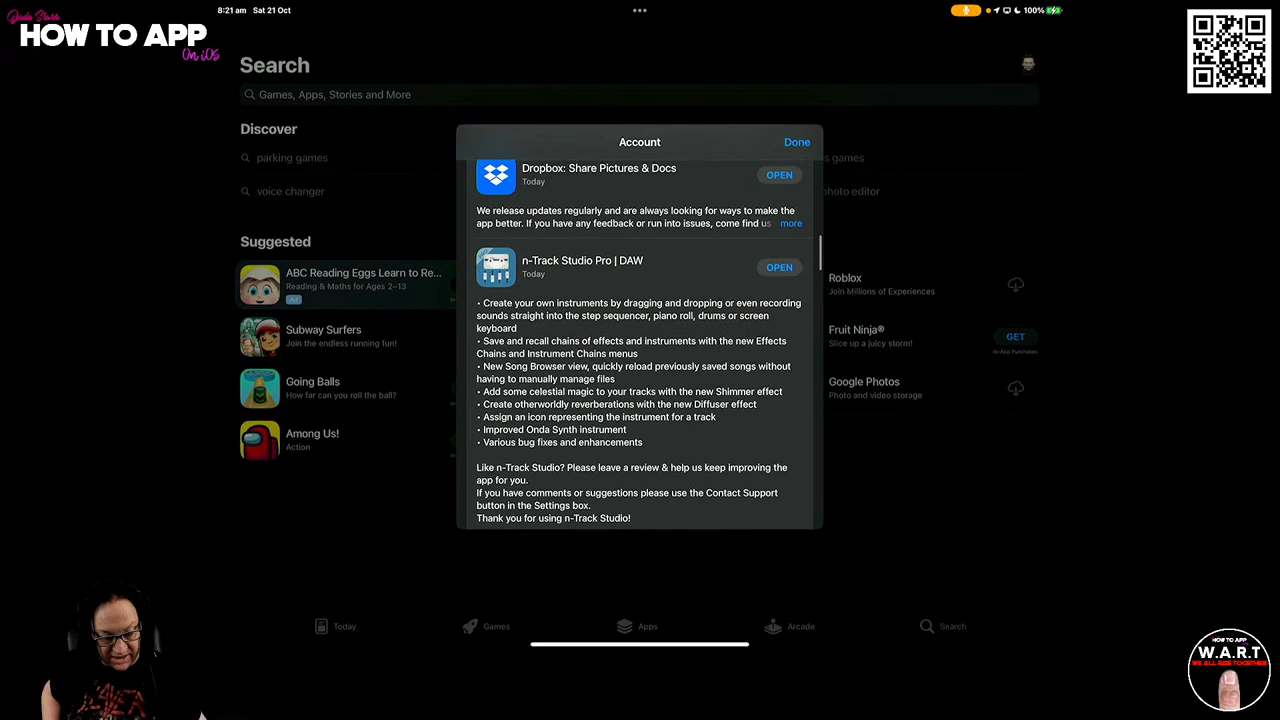 Jade Starr
HOW TO APP
On iOS
8:21 am Sat 21 Oct
100%
Search
Games, Apps, Stories and More
Discover
parking games
s games
voice changer
photo editor
Suggested
ABC Reading Eggs Learn to Re...
Reading & Maths for Ages 2–13
Ad
Subway Surfers
Join the endless running fun!
Going Balls
How far can you roll the ball?
Among Us!
Action
Roblox
Join Millions of Experiences
Fruit Ninja®
Slice up a juicy storm!
GET
In-App Purchases
Google Photos
Photo and video storage
Account
Done
Dropbox: Share Pictures & Docs
Today
OPEN
We release updates regularly and are always looking for ways to make the
app better. If you have any feedback or run into issues, come find us more
n-Track Studio Pro | DAW
Today
OPEN
• Create your own instruments by dragging and dropping or even recording
sounds straight into the step sequencer, piano roll, drums or screen
keyboard
• Save and recall chains of effects and instruments with the new Effects
Chains and Instrument Chains menus
• New Song Browser view, quickly reload previously saved songs without
having to manually manage files
• Add some celestial magic to your tracks with the new Shimmer effect
• Create otherworldly reverberations with the new Diffuser effect
• Assign an icon representing the instrument for a track
• Improved Onda Synth instrument
• Various bug fixes and enhancements
Like n-Track Studio? Please leave a review & help us keep improving the
app for you.
If you have comments or suggestions please use the Contact Support
button in the Settings box.
Thank you for using n-Track Studio!
Today
Games
Apps
Arcade
Search
HOW TO APP
W.A.R.T
WE ALL RISE TOGETHER